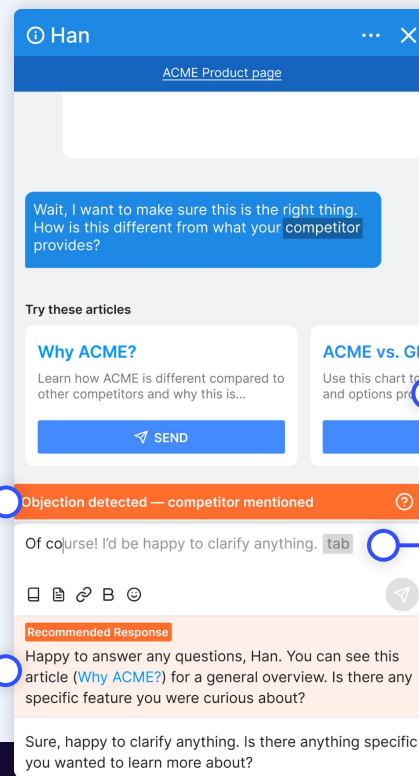 Han
ACME Product page
Wait, I want to make sure this is the right thing.
How is this different from what your competitor
provides?
Try these articles
Why ACME?
Learn how ACME is different compared to
other competitors and why this is...
SEND
ACME vs.
Use this chart
and options
Objection detected — competitor mentioned
Of course! I'd be happy to clarify anything. tab
B
Recommended Response
Happy to answer any questions, Han. You can see this
article (Why ACME?) for a general overview. Is there any
specific feature you were curious about?
Sure, happy to clarify anything. Is there anything specific
you wanted to learn more about?